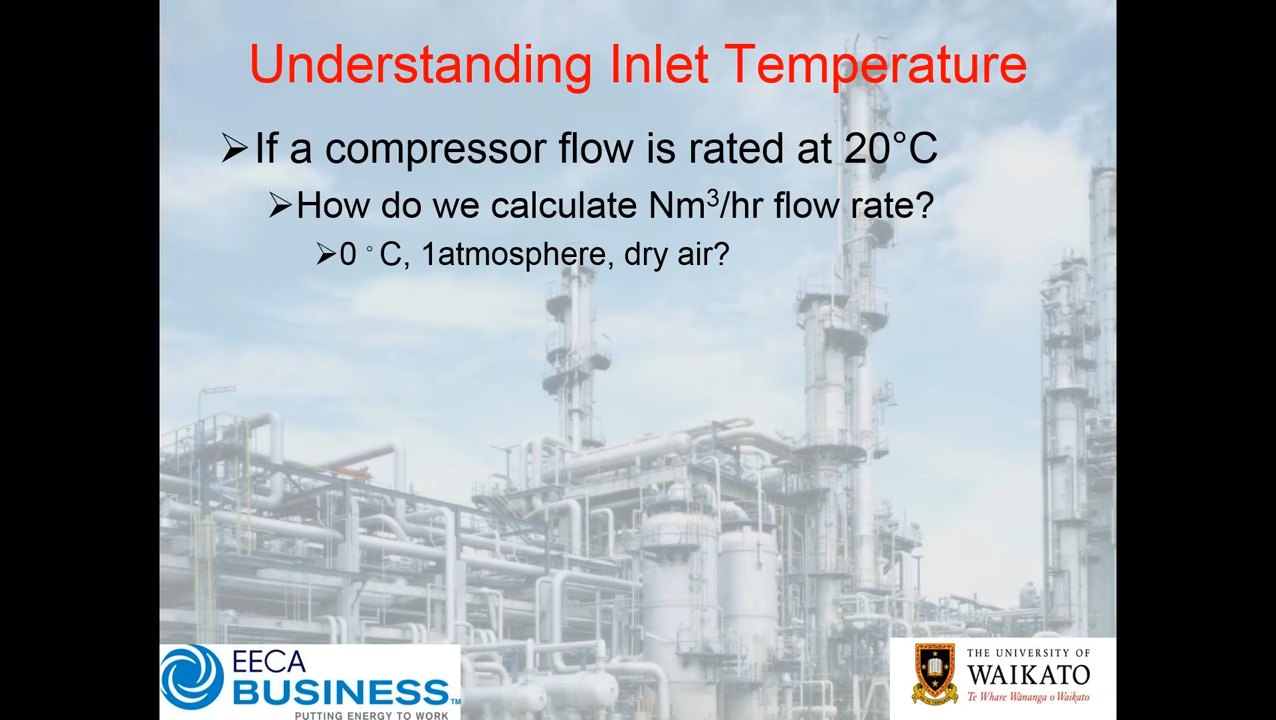 Understanding Inlet Temperature
➢If a compressor flow is rated at 20°C
➢How do we calculate Nm³/hr flow rate?
➢0 °C, 1atmosphere, dry air?
EECA
BUSINESS™
PUTTING ENERGY TO WORK
THE UNIVERSITY OF
WAIKATO
Te Whare Wānanga o Waikato